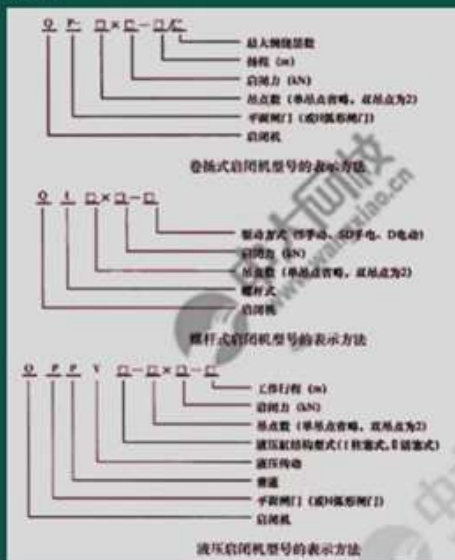 Q P- □×□-□/□
最大缠绕层数
扬程（m）
启闭力（kN）
吊点数（单吊点省略，双吊点为2）
平面闸门（或H弧形闸门）
启闭机
卷扬式启闭机型号的表示方法
Q L □×□-□
驱动方式（S手动、SD手电、D电动）
启闭力（kN）
吊点数（单吊点省略，双吊点为2）
螺杆式
启闭机
螺杆式启闭机型号的表示方法
Q P P Y □-□×□-□
工作行程（m）
启闭力（kN）
吊点数（单吊点省略，双吊点为2）
液压缸结构型式（Ⅰ柱塞式，Ⅱ活塞式）
液压传动
普通
平面闸门（或H弧形闸门）
启闭机
液压启闭机型号的表示方法
中大网校